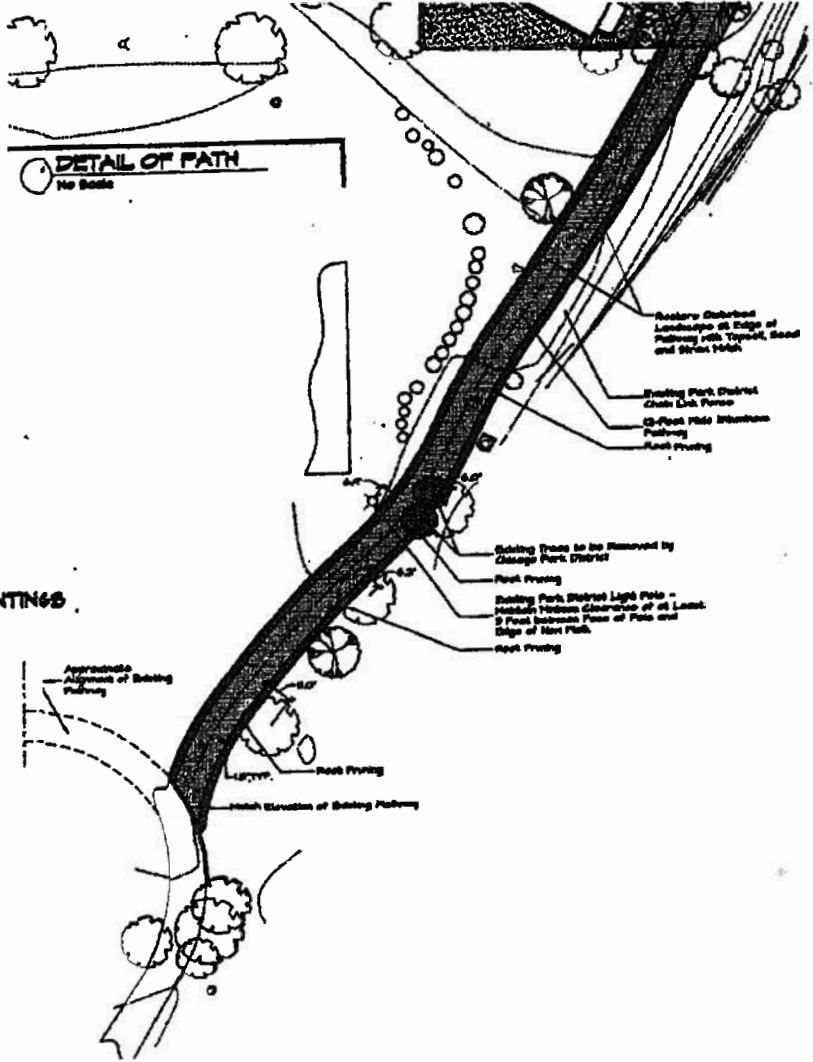 DETAIL OF PATH
No Scale
Restore Disturbed
Landscape at Edge of
Pathway with Topsoil, Seed
and Straw Mulch
Existing Park District
Chain Link Fence
Wide Bituminous
Pathway
Root Pruning
6.0'
Existing Trees to be Removed by
Chicago Park District
Root Pruning
NTINGS
Existing Park District Light Pole -
Maintain Minimum Clearance of at Least
Feet between Face of Pole and
Edge of New Path
Root Pruning
Approximate
Alignment of Existing
Pathway
Root Pruning
Match Elevation of Existing Pathway